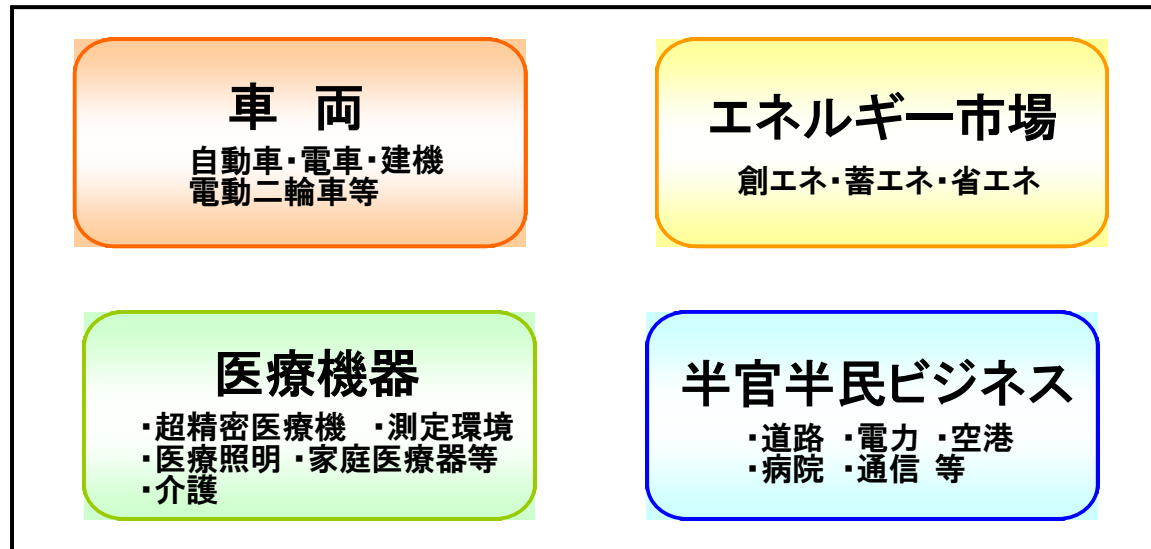 車 両
自動車・電車・建機
電動二輪車等
エネルギー市場
創エネ・蓄エネ・省エネ
医療機器
・超精密医療機 ・測定環境
・医療照明 ・家庭医療器等
・介護
半官半民ビジネス
・道路 ・電力 ・空港
・病院 ・通信 等